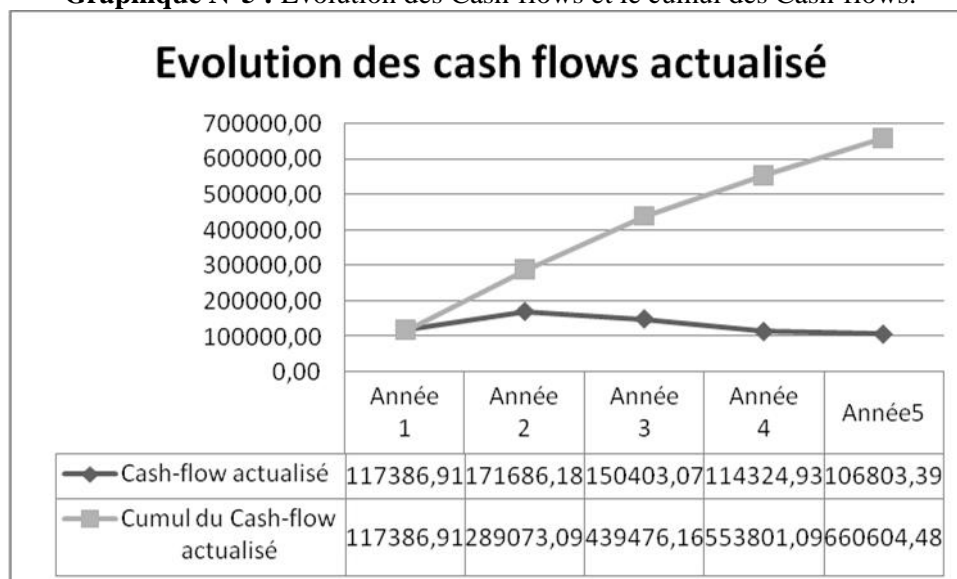 Graphique N°5 : Evolution des Cash-flows et le cumul des Cash-flows.
Evolution des cash flows actualisé
700000,00
600000,00
500000,00
400000,00
300000,00
200000,00
100000,00
0,00
Année 1 Année 2 Année 3 Année 4 Année5
Cash-flow actualisé 117386,91 171686,18 150403,07 114324,93 106803,39
Cumul du Cash-flow actualisé 117386,91 289073,09 439476,16 553801,09 660604,48